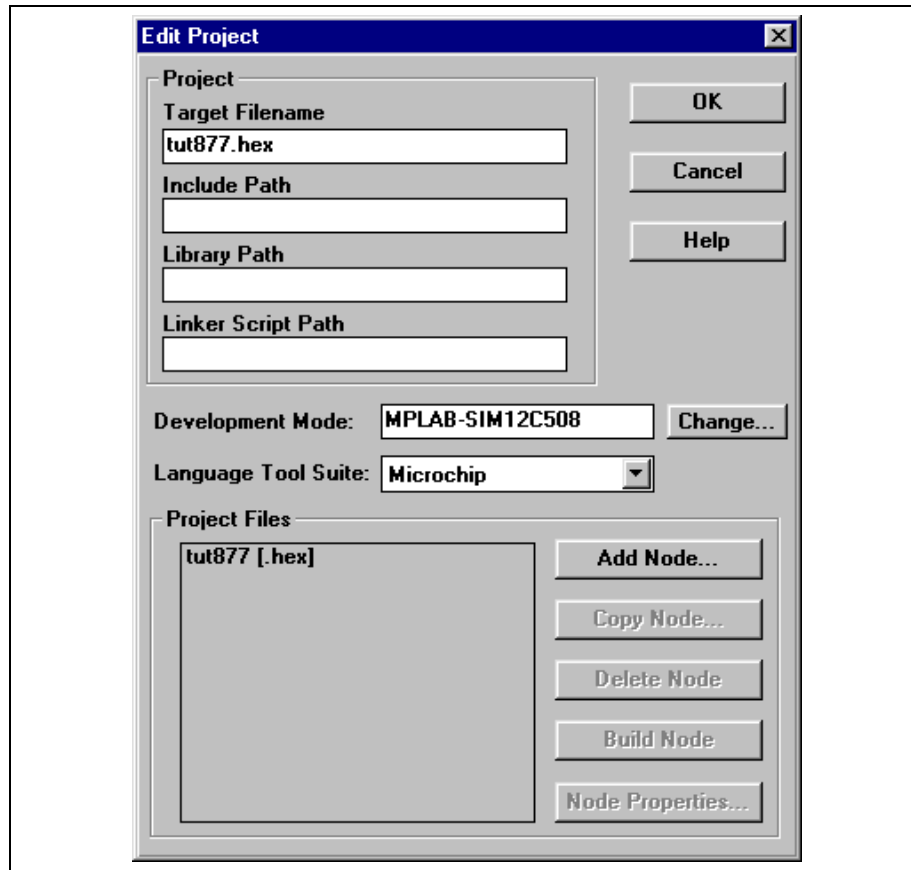 Edit Project
Project
Target Filename
tut877.hex
Include Path
Library Path
Linker Script Path
OK
Cancel
Help
Development Mode: MPLAB-SIM12C508 Change...
Language Tool Suite: Microchip
Project Files
tut877 [.hex]
Add Node...
Copy Node...
Delete Node
Build Node
Node Properties...